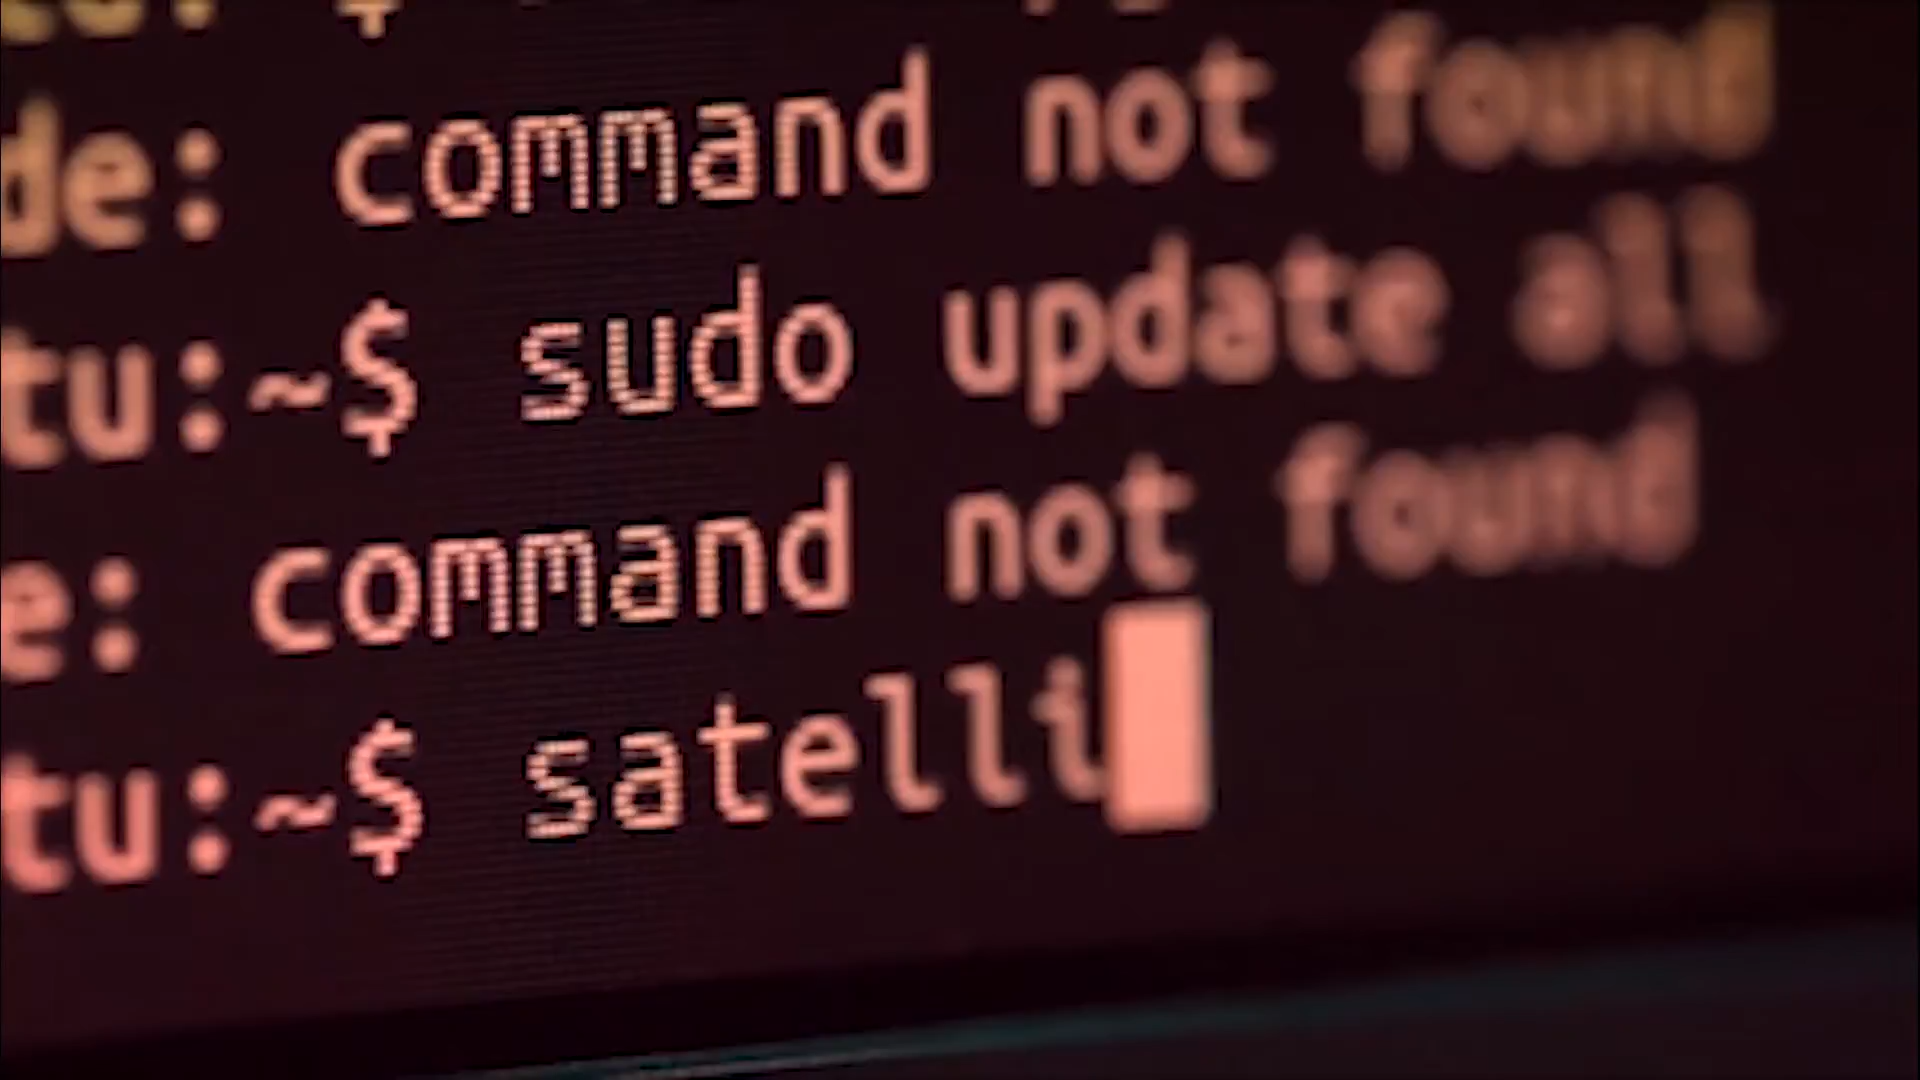 de: command not found
tu:~$ sudo update all
e: command not found
tu:~$ satelli